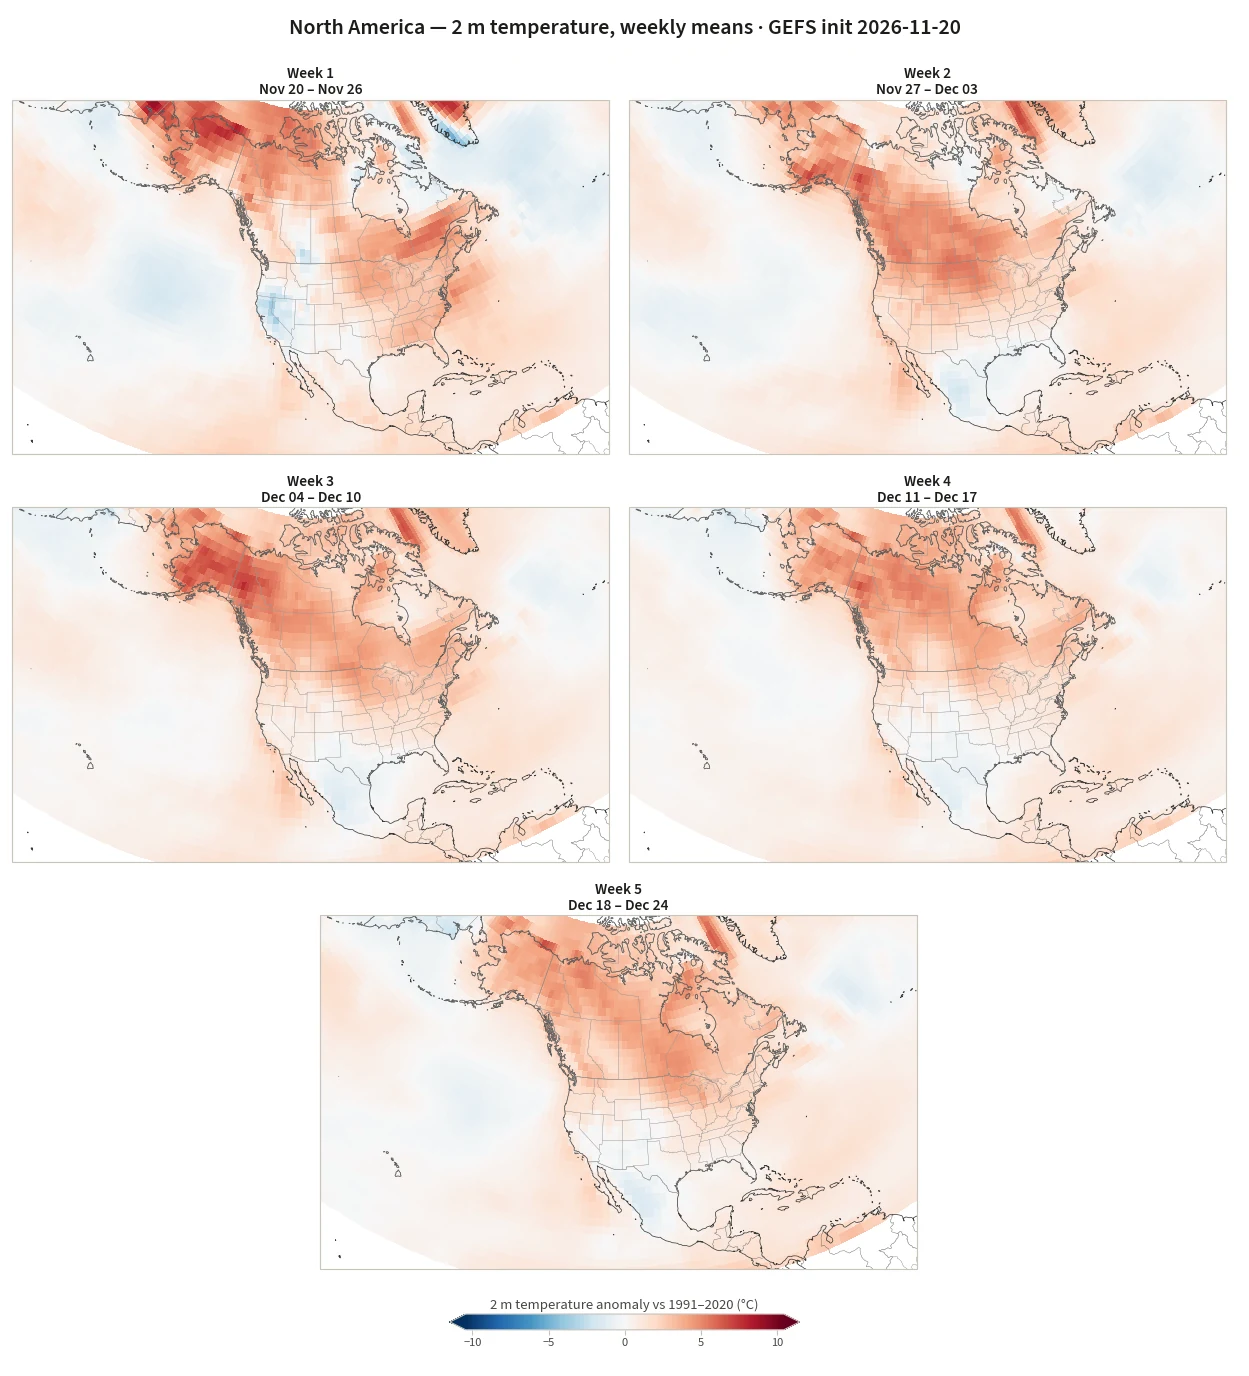 North America — 2 m temperature, weekly means · GEFS init 2026-11-20
Week 1
Nov 20 – Nov 26
Week 2
Nov 27 – Dec 03
Week 3
Dec 04 – Dec 10
Week 4
Dec 11 – Dec 17
Week 5
Dec 18 – Dec 24
2 m temperature anomaly vs 1991–2020 (°C)
−10 −5 0 5 10